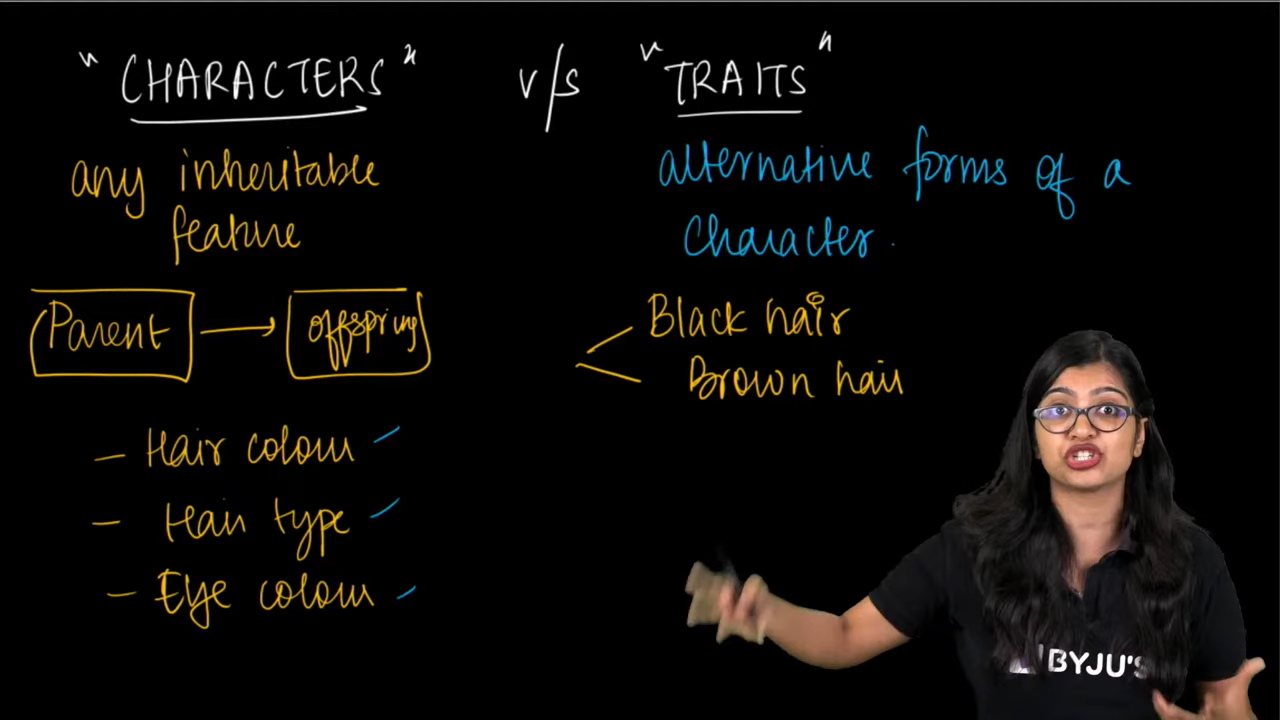 "CHARACTERS" v/s "TRAITS"
any inheritable
feature
alternative forms of a
character.
Parent → offspring
Black hair
Brown hair
– Hair colour
– Hair type
– Eye colour
BYJU'S